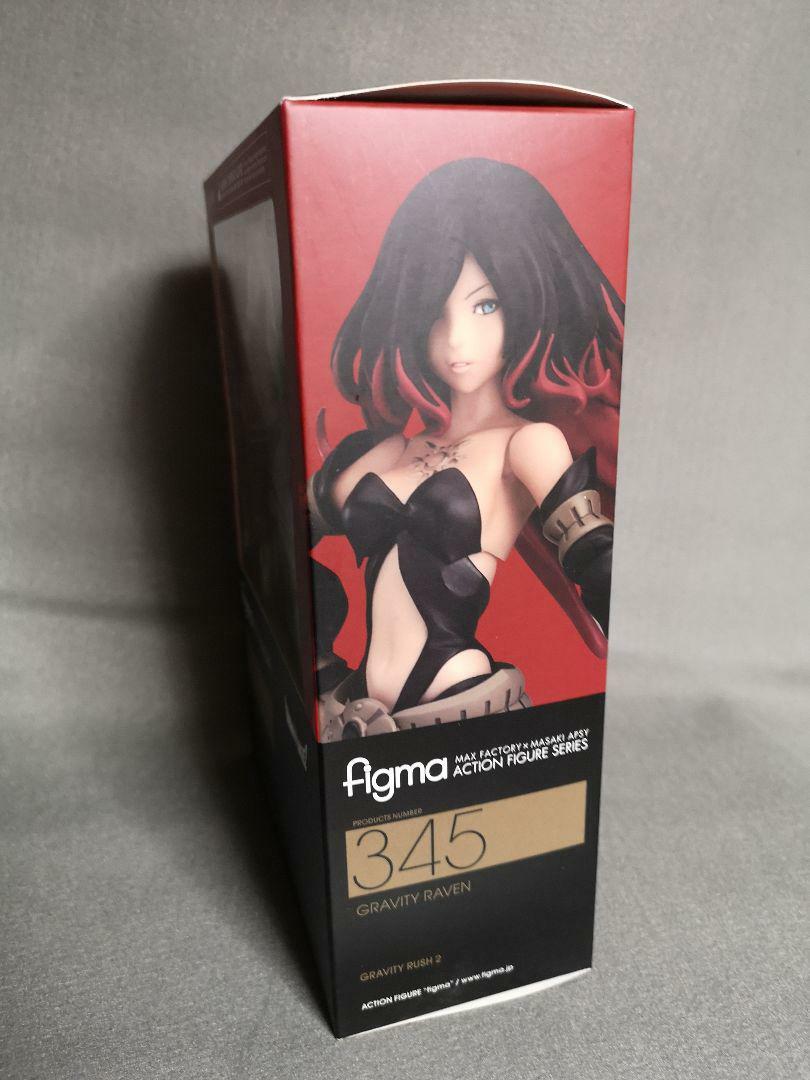 figma
MAX FACTORY×MASAKI APSY
ACTION FIGURE SERIES
PRODUCTS NUMBER
345
GRAVITY RAVEN
GRAVITY RUSH 2
ACTION FIGURE "figma" / www.figma.jp